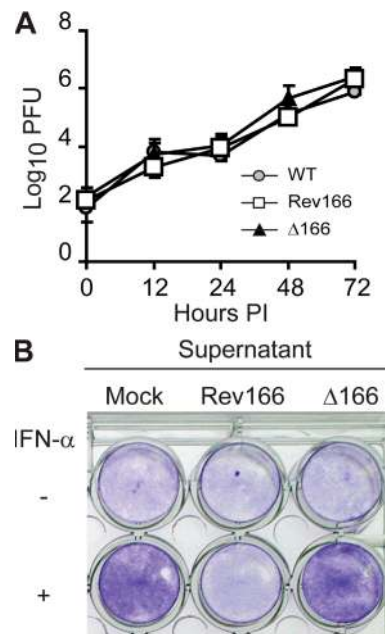 A
Log10 PFU
8
6
4
2
0
WT
Rev166
Δ166
0 12 24 48 72
Hours PI
B
Supernatant
Mock Rev166 Δ166
IFN-α
-
+